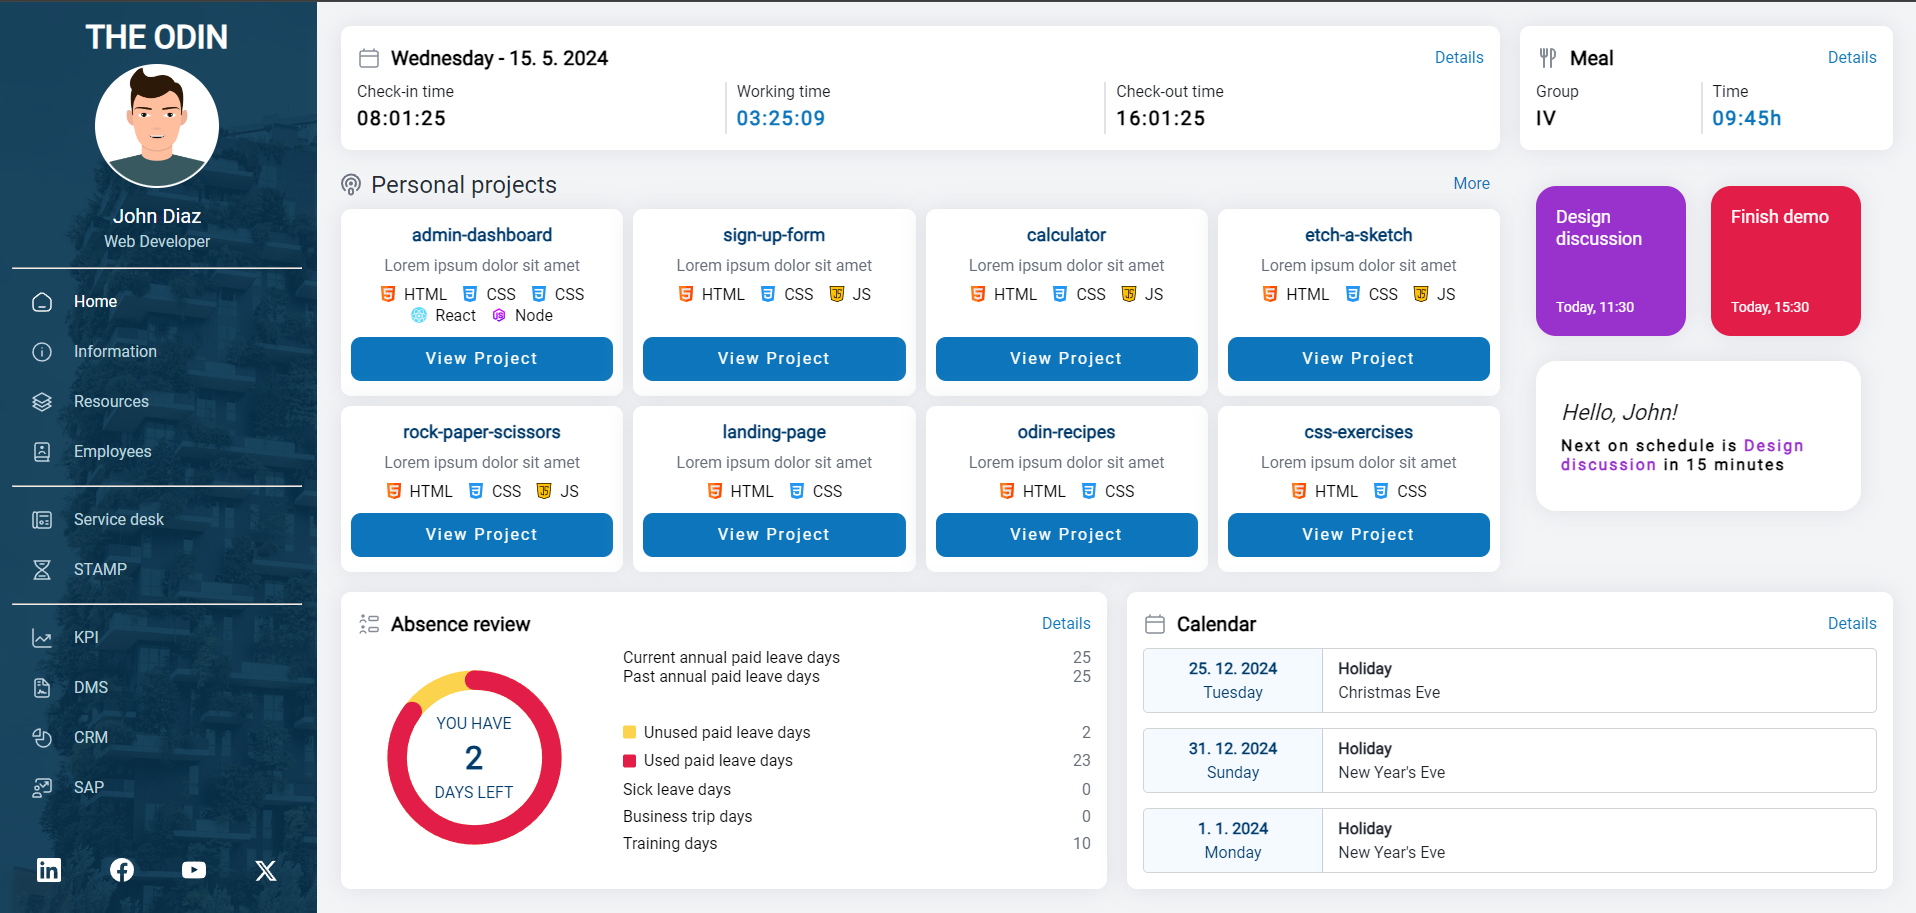 THE ODIN
John Diaz
Web Developer
Home
Information
Resources
Employees
Service desk
STAMP
KPI
DMS
CRM
SAP
Wednesday - 15. 5. 2024
Details
Check-in time
08:01:25
Working time
03:25:09
Check-out time
16:01:25
Meal
Details
Group
IV
Time
09:45h
Personal projects
More
admin-dashboard
Lorem ipsum dolor sit amet
HTML CSS CSS
React Node
View Project
sign-up-form
Lorem ipsum dolor sit amet
HTML CSS JS
View Project
calculator
Lorem ipsum dolor sit amet
HTML CSS JS
View Project
etch-a-sketch
Lorem ipsum dolor sit amet
HTML CSS JS
View Project
rock-paper-scissors
Lorem ipsum dolor sit amet
HTML CSS JS
View Project
landing-page
Lorem ipsum dolor sit amet
HTML CSS
View Project
odin-recipes
Lorem ipsum dolor sit amet
HTML CSS
View Project
css-exercises
Lorem ipsum dolor sit amet
HTML CSS
View Project
Design
discussion
Today, 11:30
Finish demo
Today, 15:30
Hello, John!
Next on schedule is Design
discussion in 15 minutes
Absence review
Details
YOU HAVE
2
DAYS LEFT
Current annual paid leave days 25
Past annual paid leave days 25
Unused paid leave days 2
Used paid leave days 23
Sick leave days 0
Business trip days 0
Training days 10
Calendar
Details
25. 12. 2024
Tuesday
Holiday
Christmas Eve
31. 12. 2024
Sunday
Holiday
New Year's Eve
1. 1. 2024
Monday
Holiday
New Year's Eve